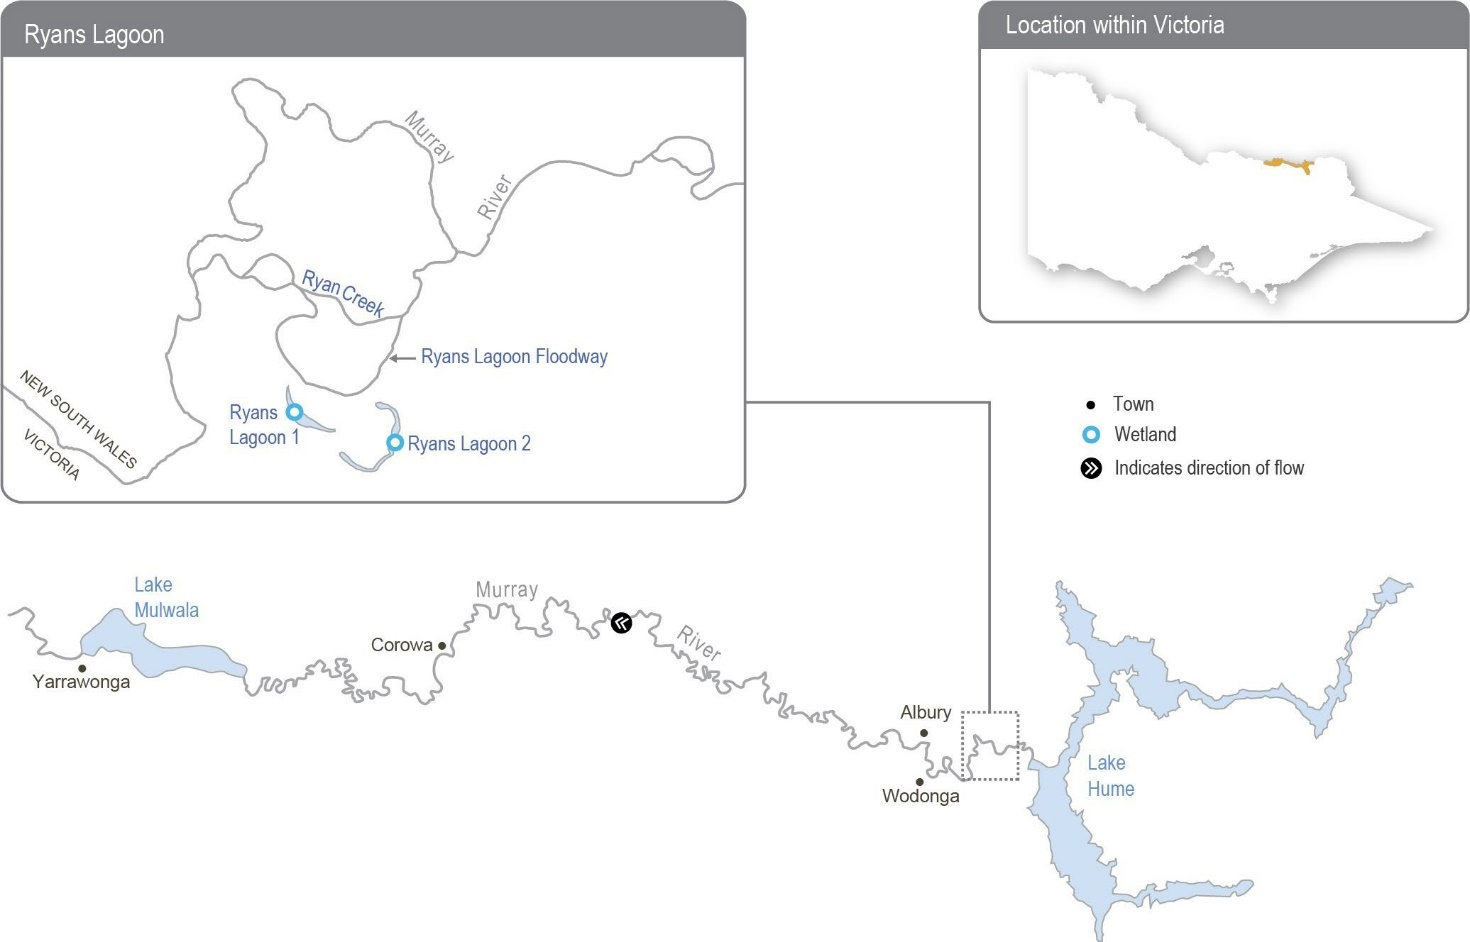 Ryans Lagoon
Location within Victoria
Murray
River
Ryan Creek
Ryans Lagoon Floodway
NEW SOUTH WALES
VICTORIA
Ryans
Lagoon 1
Ryans Lagoon 2
Town
Wetland
Indicates direction of flow
Lake
Mulwala
Murray
River
Corowa
Yarrawonga
Albury
Wodonga
Lake
Hume